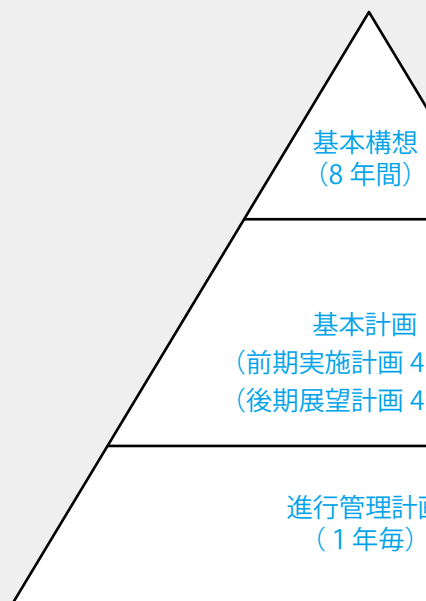 基本構想
（8 年間）
基本計画
（前期実施計画 4
（後期展望計画 4
進行管理計画
（ 1 年毎）